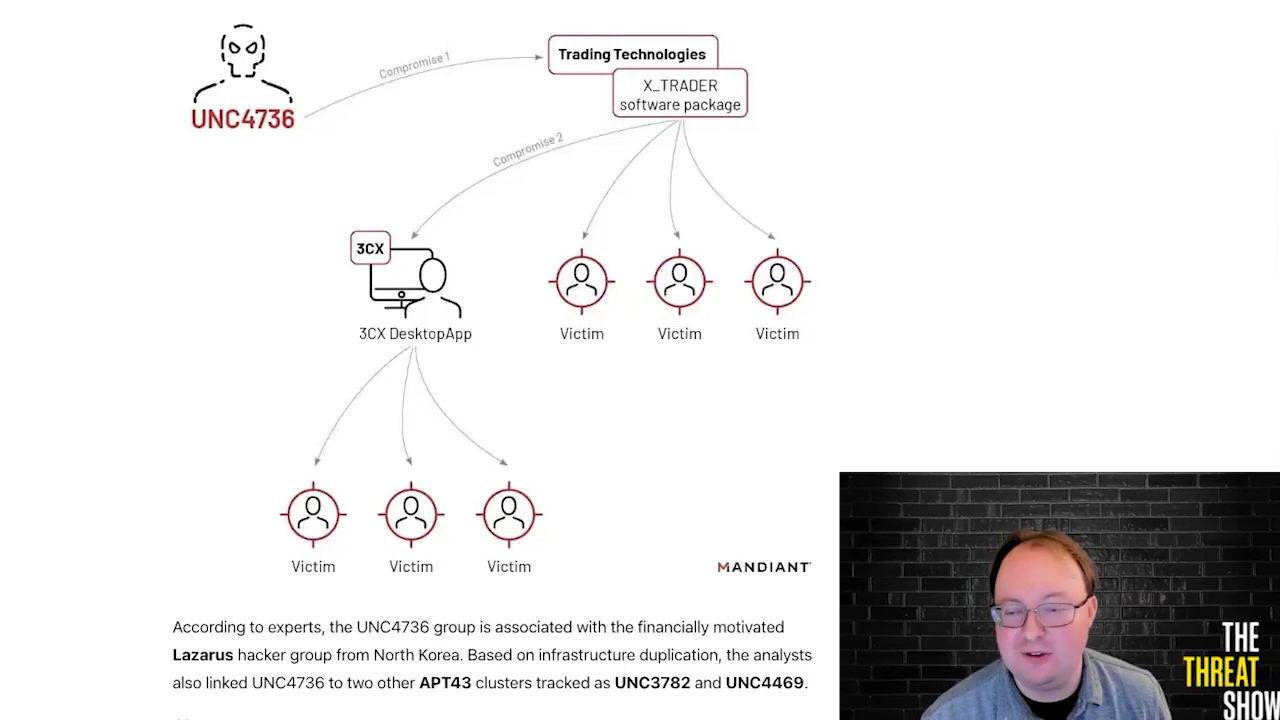 Compromise 1
Trading Technologies
X_TRADER
software package
UNC4736
Compromise 2
3CX
3CX DesktopApp
Victim
Victim
Victim
Victim
Victim
Victim
MANDIANT
According to experts, the UNC4736 group is associated with the financially motivated
Lazarus hacker group from North Korea. Based on infrastructure duplication, the analysts
also linked UNC4736 to two other APT43 clusters tracked as UNC3782 and UNC4469.
THE
THREAT
SHOW